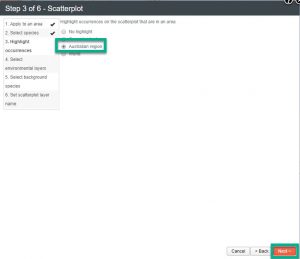 Step 3 of 6 - Scatterplot
1. Apply to an area
2. Select species
3. Highlight
occurrences
4. Select
environmental layers
5. Select background
species
6. Set scatterplot layer
name
Highlight occurrences on the scatterplot that are in an area
No highlight
Australian region
Cancel
< Back
Next >